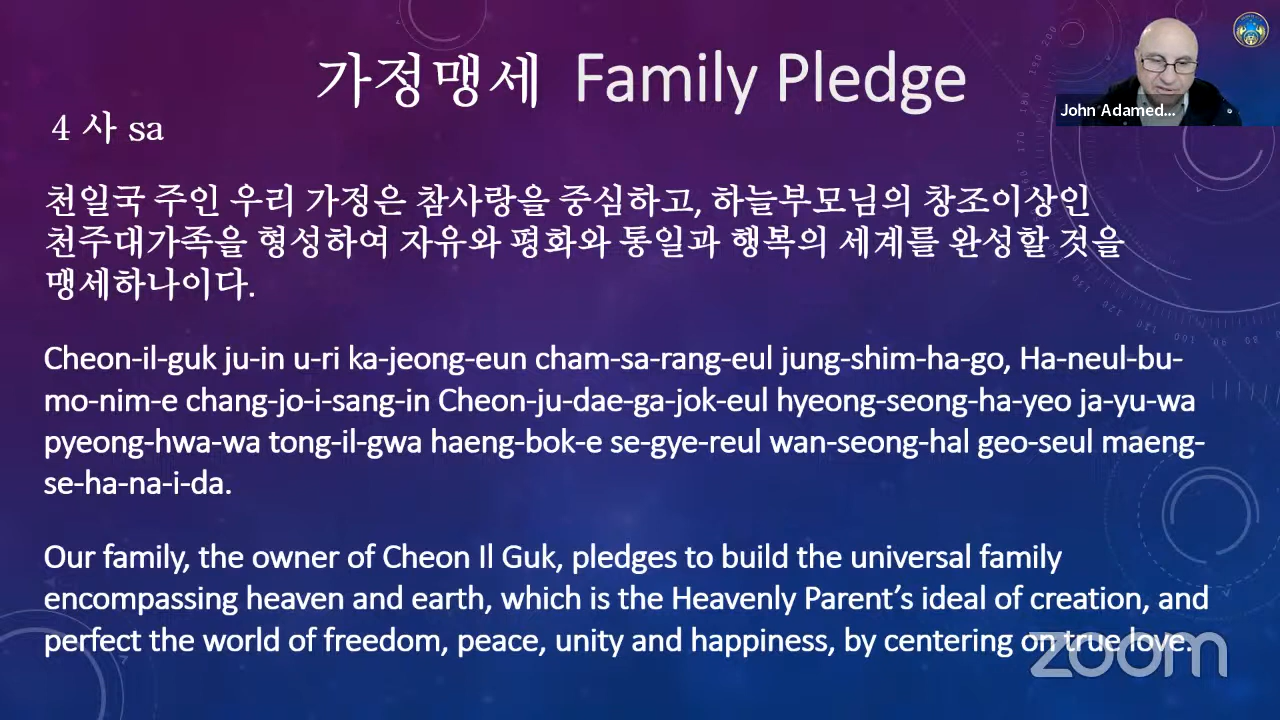 가정맹세 Family Pledge
John Adamed...
4 사 sa
천일국 주인 우리 가정은 참사랑을 중심하고, 하늘부모님의 창조이상인
천주대가족을 형성하여 자유와 평화와 통일과 행복의 세계를 완성할 것을
맹세하나이다.
Cheon-il-guk ju-in u-ri ka-jeong-eun cham-sa-rang-eul jung-shim-ha-go, Ha-neul-bu-
mo-nim-e chang-jo-i-sang-in Cheon-ju-dae-ga-jok-eul hyeong-seong-ha-yeo ja-yu-wa
pyeong-hwa-wa tong-il-gwa haeng-bok-e se-gye-reul wan-seong-hal geo-seul maeng-
se-ha-na-i-da.
Our family, the owner of Cheon Il Guk, pledges to build the universal family
encompassing heaven and earth, which is the Heavenly Parent’s ideal of creation, and
perfect the world of freedom, peace, unity and happiness, by centering on true love.
zoom